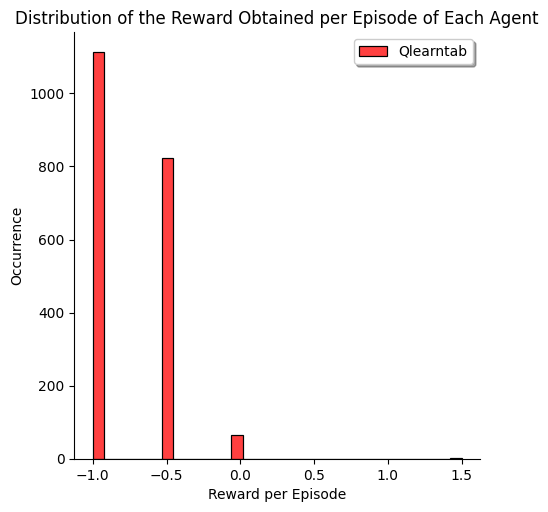 Distribution of the Reward Obtained per Episode of Each Agent
Qlearntab
1000
800
600
400
200
0
Occurrence
−1.0 −0.5 0.0 0.5 1.0 1.5
Reward per Episode